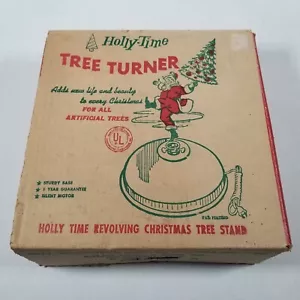 Holly-Time
TREE TURNER
Adds new life and beauty
to every Christmas
FOR ALL
ARTIFICIAL TREES
UL
★ STURDY BASE
★ 1 YEAR GUARANTEE
★ SILENT MOTOR
HOLLY TIME REVOLVING CHRISTMAS TREE STAND